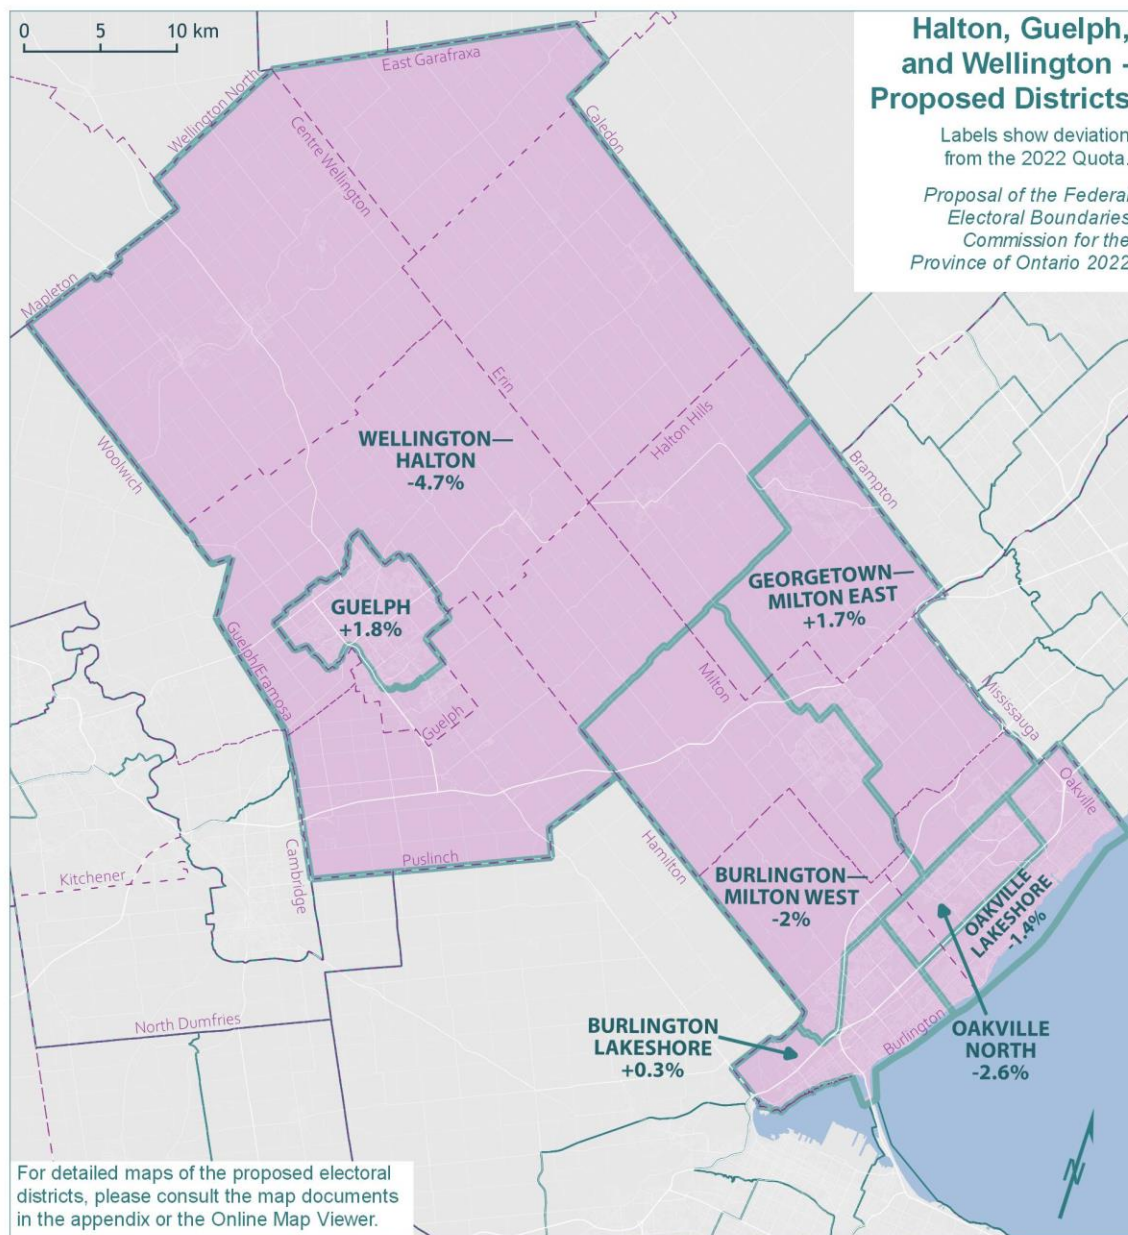 0 5 10 km
Halton, Guelph,
and Wellington -
Proposed Districts
Labels show deviation
from the 2022 Quota.
Proposal of the Federal
Electoral Boundaries
Commission for the
Province of Ontario 2022
East Garafraxa
Wellington North
Centre Wellington
Caledon
Mapleton
Erin
Woolwich
WELLINGTON—
HALTON
-4.7%
Halton Hills
Brampton
GUELPH
+1.8%
GEORGETOWN—
MILTON EAST
+1.7%
Guelph/Eramosa
Guelph
Milton
Mississauga
Oakville
Hamilton
Puslinch
Cambridge
Kitchener
BURLINGTON—
MILTON WEST
-2%
OAKVILLE
LAKESHORE
-1.4%
North Dumfries
BURLINGTON
LAKESHORE
+0.3%
Burlington
OAKVILLE
NORTH
-2.6%
N
For detailed maps of the proposed electoral
districts, please consult the map documents
in the appendix or the Online Map Viewer.